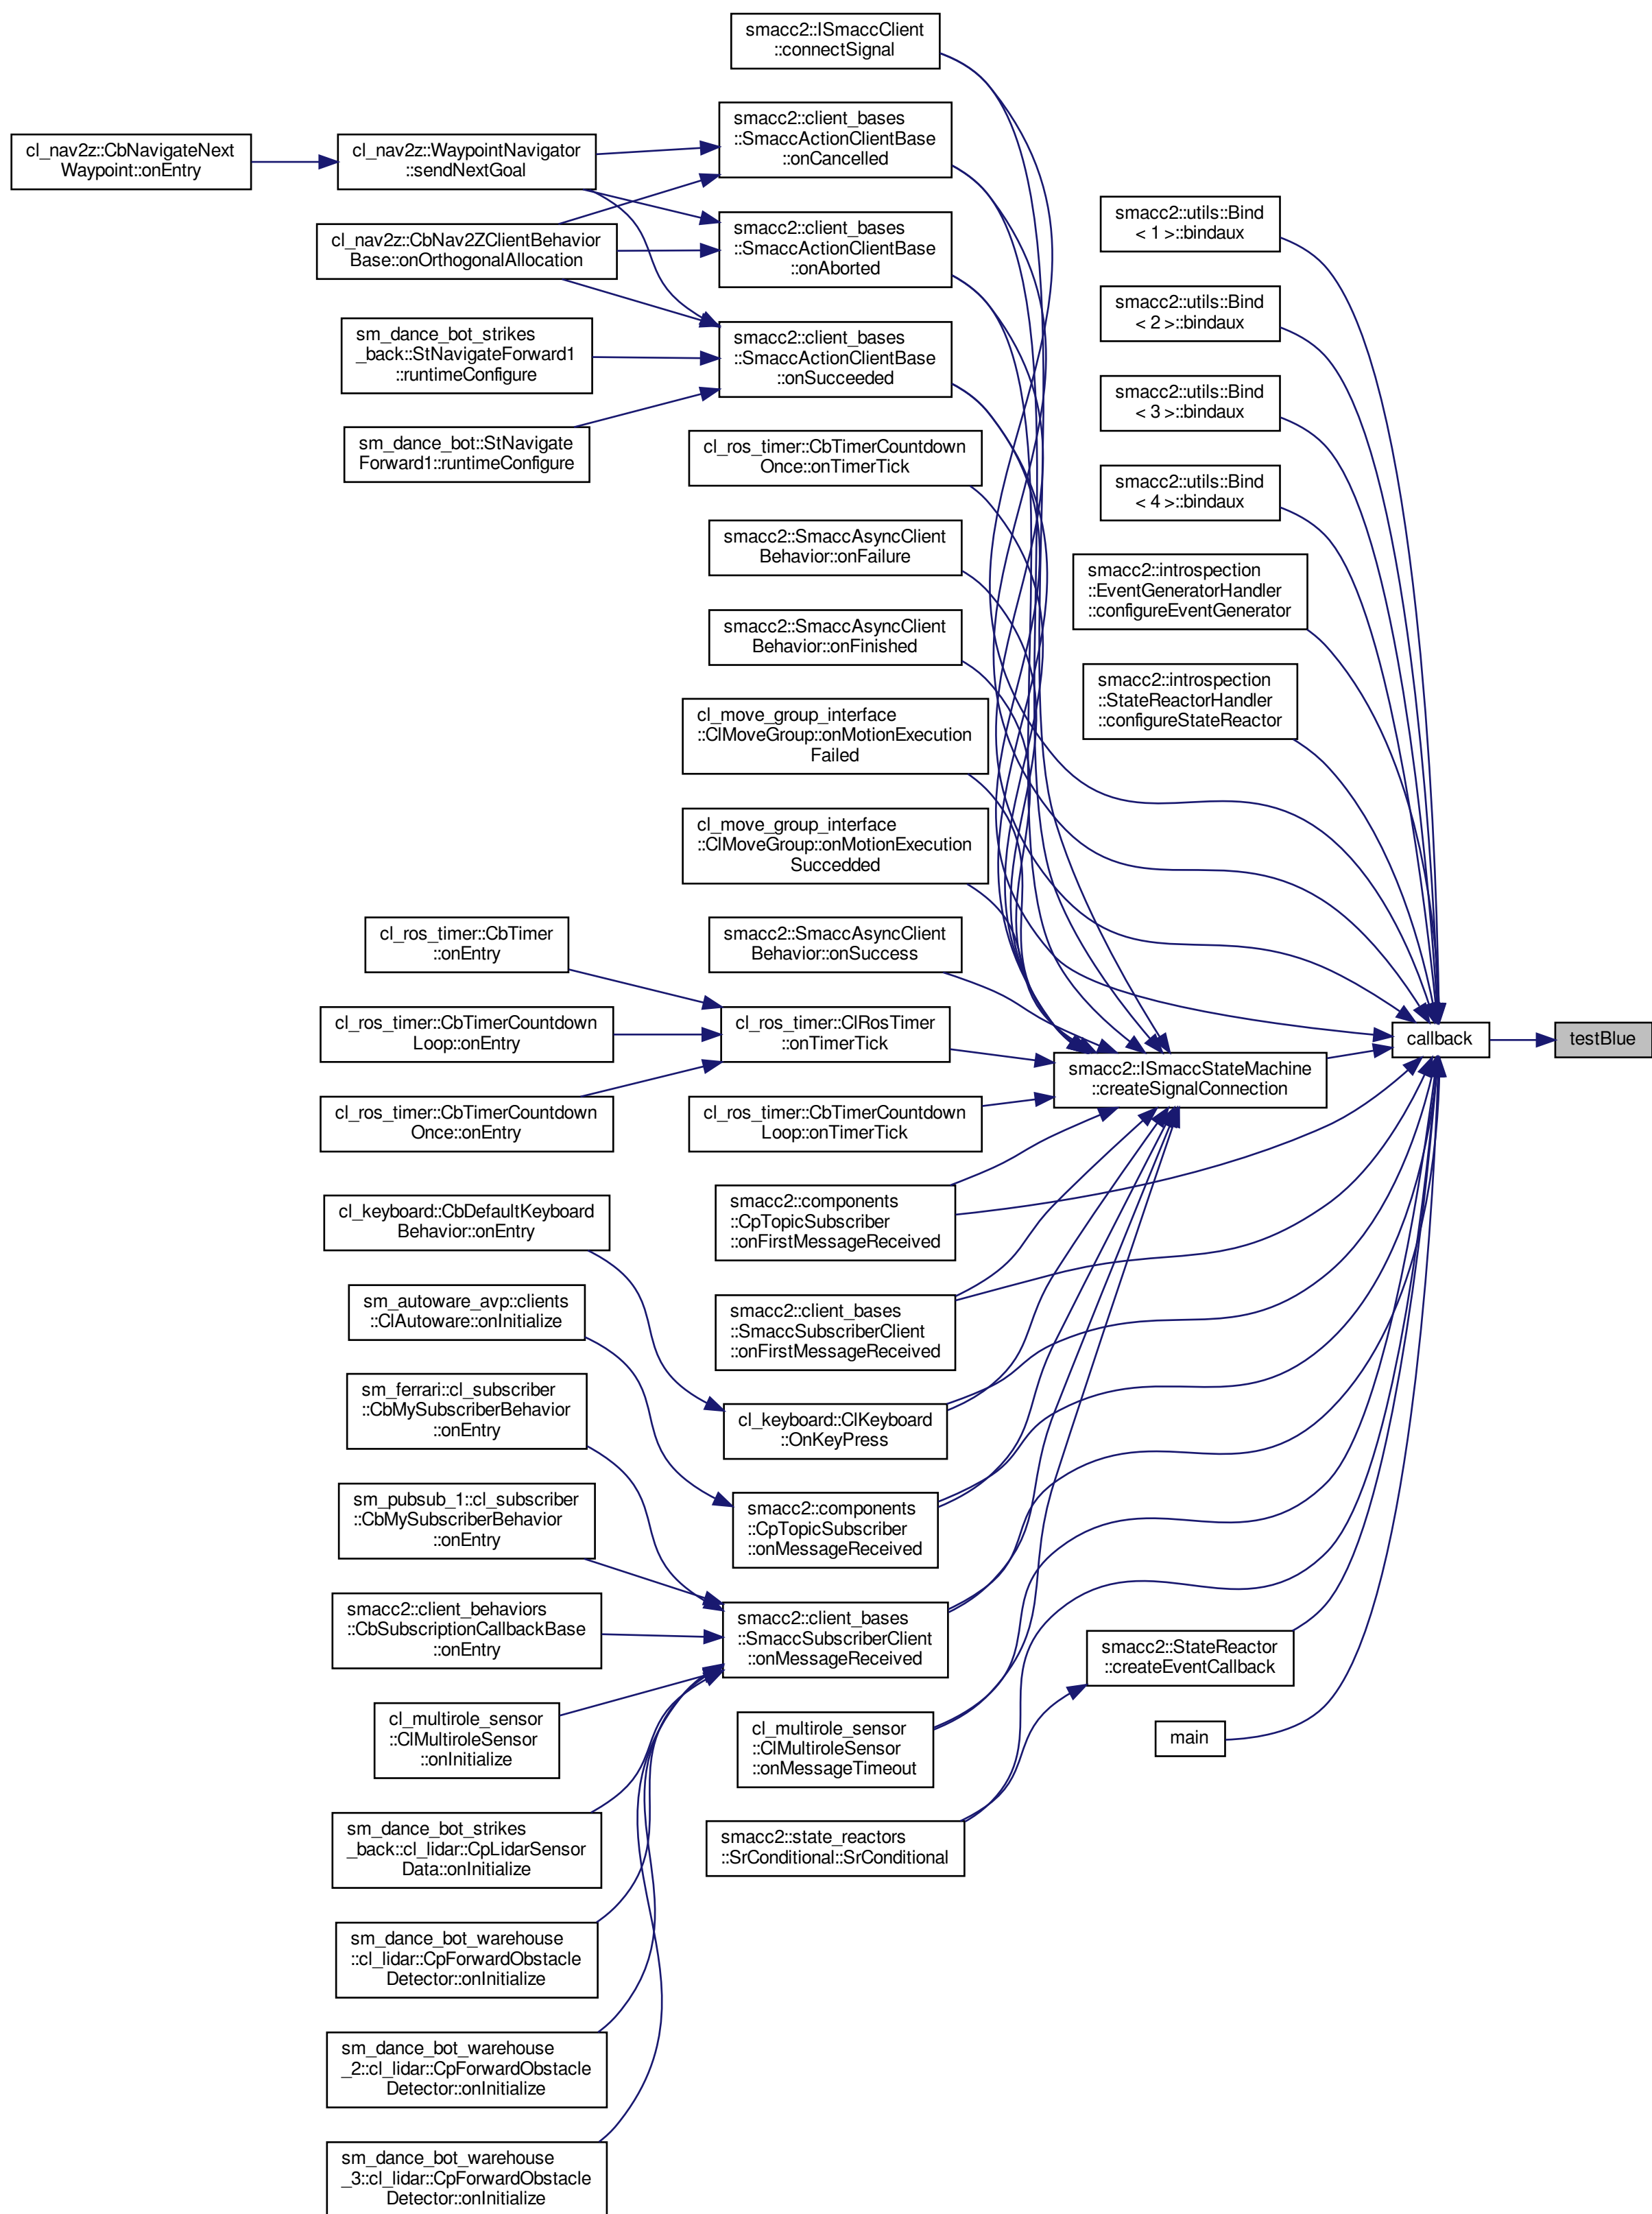 smacc2::ISmaccClient
::connectSignal
smacc2::client_bases
::SmaccActionClientBase
::onCancelled
cl_nav2z::CbNavigateNext
Waypoint::onEntry
cl_nav2z::WaypointNavigator
::sendNextGoal
smacc2::utils::Bind
< 1 >::bindaux
cl_nav2z::CbNav2ZClientBehavior
Base::onOrthogonalAllocation
smacc2::client_bases
::SmaccActionClientBase
::onAborted
smacc2::utils::Bind
< 2 >::bindaux
sm_dance_bot_strikes
_back::StNavigateForward1
::runtimeConfigure
smacc2::client_bases
::SmaccActionClientBase
::onSucceeded
smacc2::utils::Bind
< 3 >::bindaux
sm_dance_bot::StNavigate
Forward1::runtimeConfigure
cl_ros_timer::CbTimerCountdown
Once::onTimerTick
smacc2::utils::Bind
< 4 >::bindaux
smacc2::SmaccAsyncClient
Behavior::onFailure
smacc2::introspection
::EventGeneratorHandler
::configureEventGenerator
smacc2::SmaccAsyncClient
Behavior::onFinished
smacc2::introspection
::StateReactorHandler
::configureStateReactor
cl_move_group_interface
::ClMoveGroup::onMotionExecution
Failed
cl_move_group_interface
::ClMoveGroup::onMotionExecution
Succedded
cl_ros_timer::CbTimer
::onEntry
smacc2::SmaccAsyncClient
Behavior::onSuccess
cl_ros_timer::CbTimerCountdown
Loop::onEntry
cl_ros_timer::ClRosTimer
::onTimerTick
callback
testBlue
smacc2::ISmaccStateMachine
::createSignalConnection
cl_ros_timer::CbTimerCountdown
Once::onEntry
cl_ros_timer::CbTimerCountdown
Loop::onTimerTick
cl_keyboard::CbDefaultKeyboard
Behavior::onEntry
smacc2::components
::CpTopicSubscriber
::onFirstMessageReceived
sm_autoware_avp::clients
::ClAutoware::onInitialize
smacc2::client_bases
::SmaccSubscriberClient
::onFirstMessageReceived
sm_ferrari::cl_subscriber
::CbMySubscriberBehavior
::onEntry
cl_keyboard::ClKeyboard
::OnKeyPress
sm_pubsub_1::cl_subscriber
::CbMySubscriberBehavior
::onEntry
smacc2::components
::CpTopicSubscriber
::onMessageReceived
smacc2::client_behaviors
::CbSubscriptionCallbackBase
::onEntry
smacc2::client_bases
::SmaccSubscriberClient
::onMessageReceived
smacc2::StateReactor
::createEventCallback
cl_multirole_sensor
::ClMultiroleSensor
::onInitialize
cl_multirole_sensor
::ClMultiroleSensor
::onMessageTimeout
main
sm_dance_bot_strikes
_back::cl_lidar::CpLidarSensor
Data::onInitialize
smacc2::state_reactors
::SrConditional::SrConditional
sm_dance_bot_warehouse
::cl_lidar::CpForwardObstacle
Detector::onInitialize
sm_dance_bot_warehouse
_2::cl_lidar::CpForwardObstacle
Detector::onInitialize
sm_dance_bot_warehouse
_3::cl_lidar::CpForwardObstacle
Detector::onInitialize